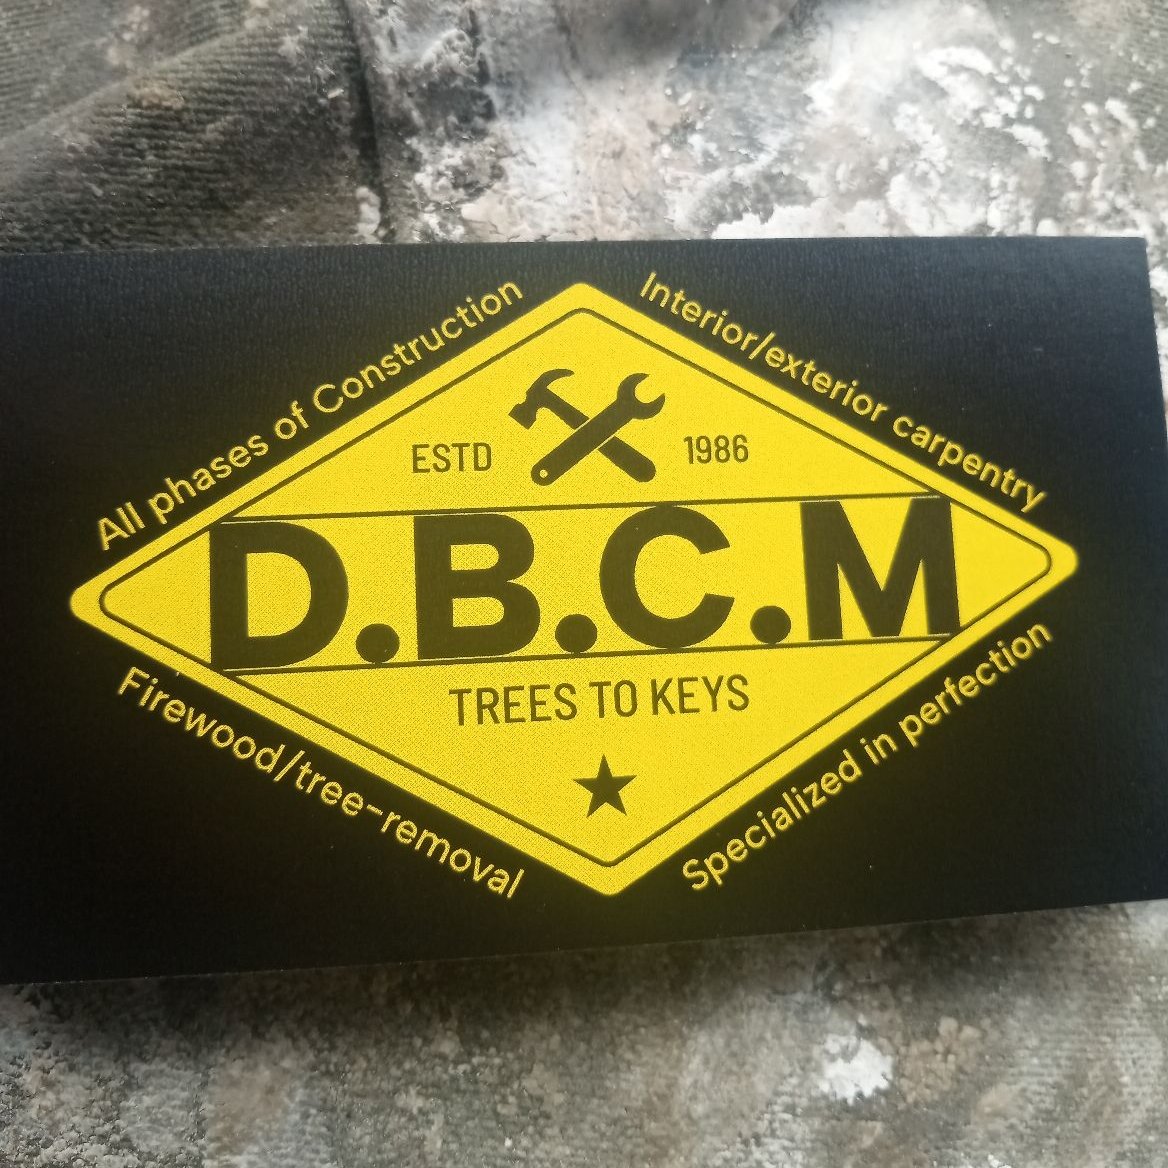 All phases of Construction
Interior/exterior carpentry
ESTD 1986
D.B.C.M
TREES TO KEYS
Firewood/tree-removal
Specialized in perfection